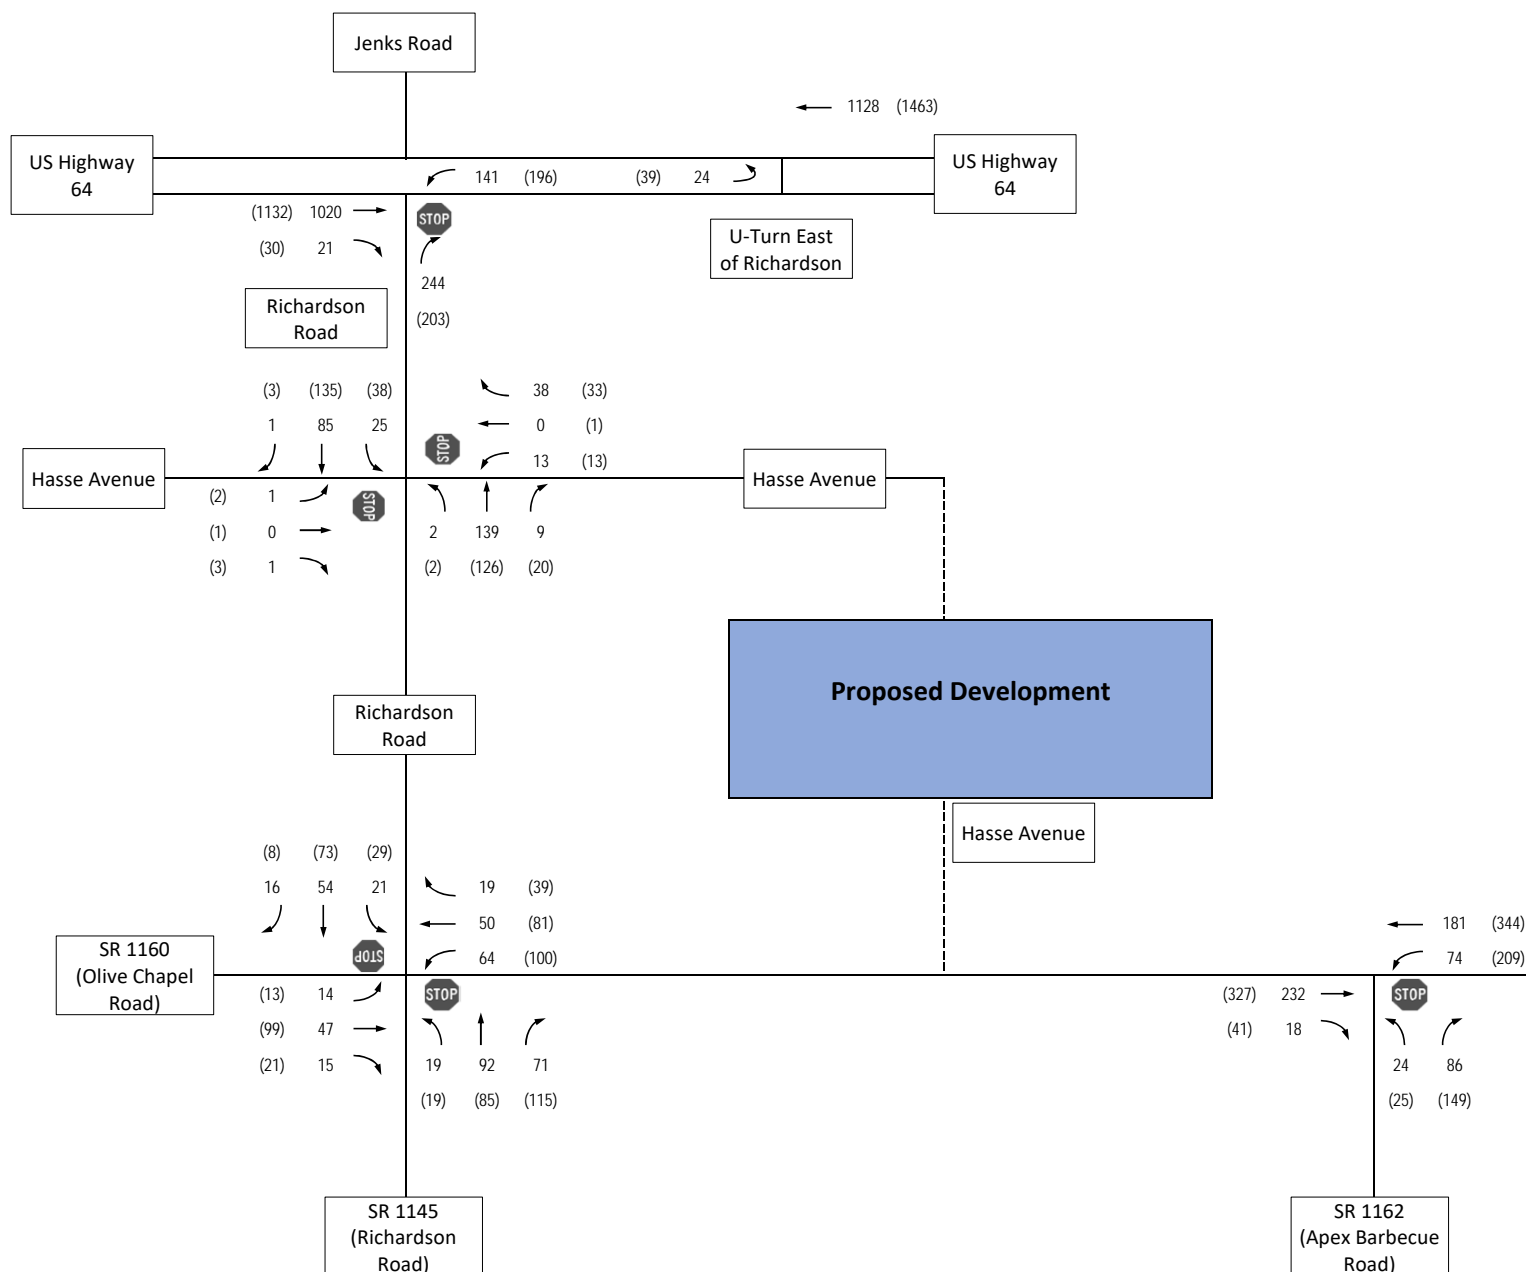 Jenks Road
1128 (1463)
US Highway
64
141 (196) (39) 24
US Highway
64
(1132) 1020
STOP
(30) 21
U-Turn East
of Richardson
244
(203)
Richardson
Road
(3) (135) (38) 38 (33)
1 85 25 0 (1)
STOP
13 (13)
Hasse Avenue
Hasse Avenue
(2) 1
STOP
(1) 0 2 139 9
(3) 1 (2) (126) (20)
Proposed Development
Richardson
Road
Hasse Avenue
(8) (73) (29)
16 54 21 19 (39)
50 (81) 181 (344)
STOP
64 (100) 74 (209)
SR 1160
(Olive Chapel
Road)
(13) 14 STOP (327) 232 STOP
(99) 47 (41) 18
(21) 15 19 92 71 24 86
(19) (85) (115) (25) (149)
SR 1145
(Richardson
Road)
SR 1162
(Apex Barbecue
Road)